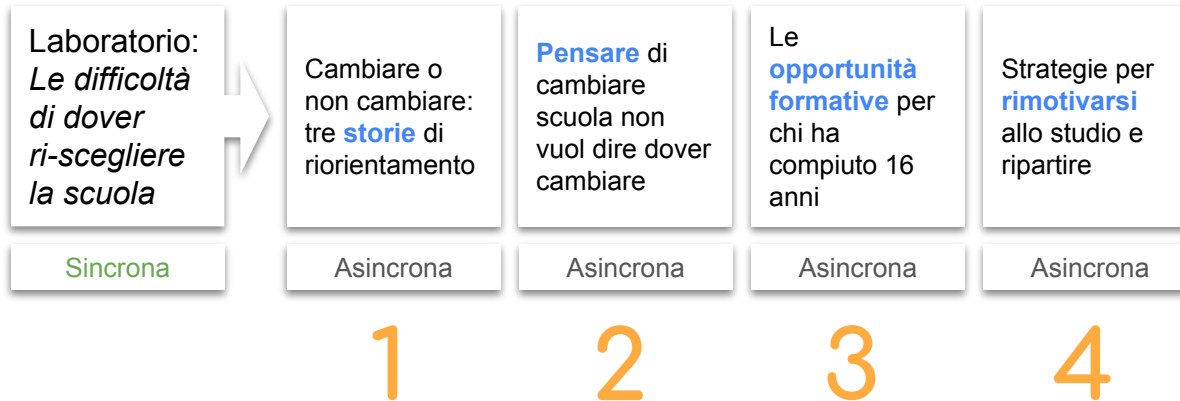 Laboratorio:
Le difficoltà
di dover
ri-scegliere
la scuola
Sincrona
Cambiare o
non cambiare:
tre storie di
riorientamento
Asincrona
1
Pensare di
cambiare
scuola non
vuol dire dover
cambiare
Asincrona
2
Le
opportunità
formative per
chi ha
compiuto 16
anni
Asincrona
3
Strategie per
rimotivarsi
allo studio e
ripartire
Asincrona
4